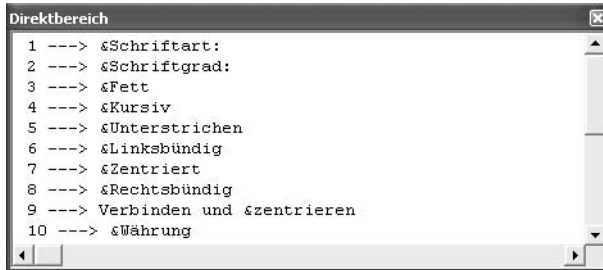 Direktbereich
1 ---> &Schriftart:
2 ---> &Schriftgrad:
3 ---> &Fett
4 ---> &Kursiv
5 ---> &Unterstrichen
6 ---> &Linksbündig
7 ---> &Zentriert
8 ---> &Rechtsbündig
9 ---> Verbinden und &zentrieren
10 ---> &Währung